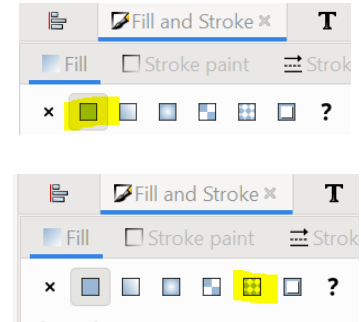 Fill and Stroke × T
Fill Stroke paint Strok
× ?
Fill and Stroke × T
Fill Stroke paint Strok
× ?